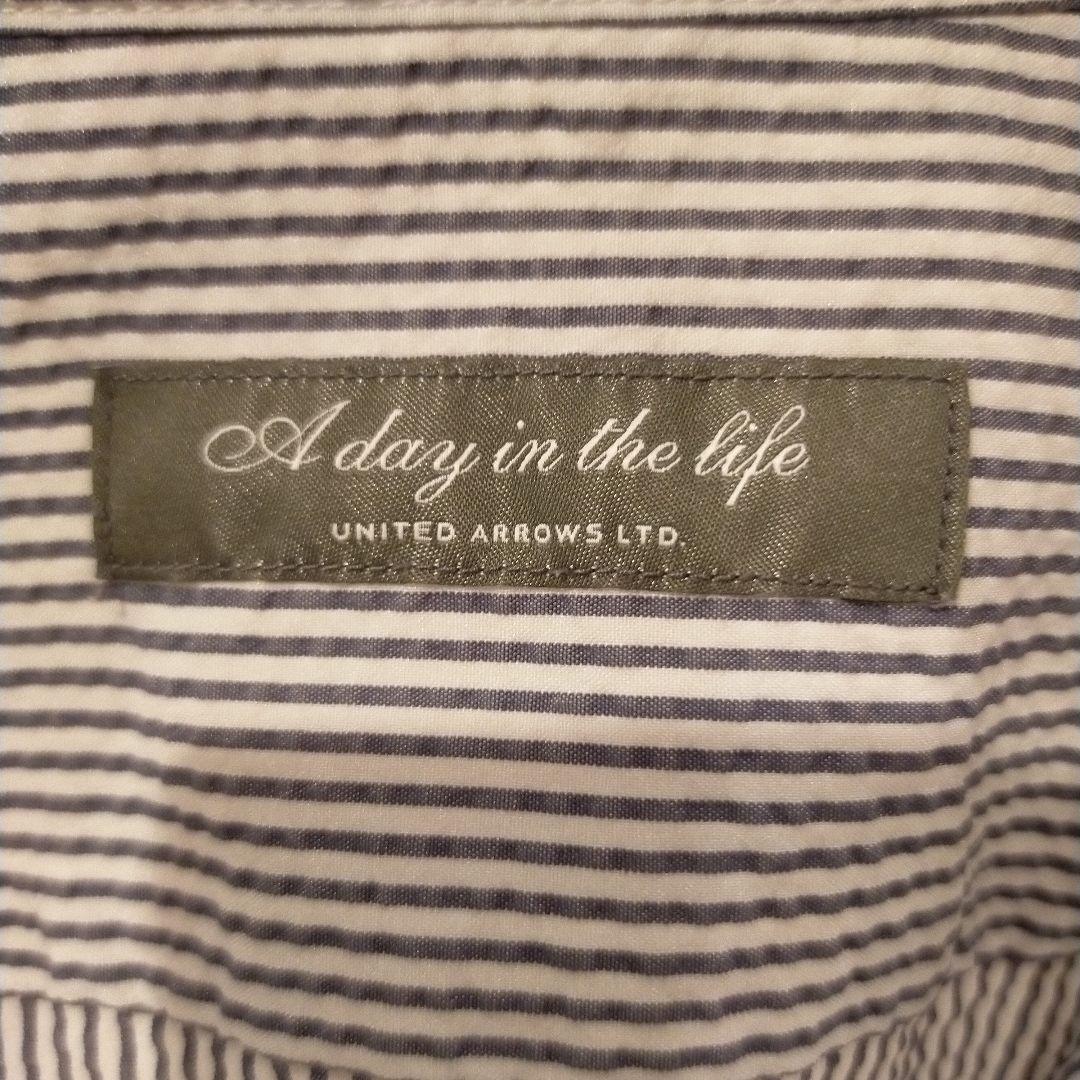 A day in the life
UNITED ARROWS LTD.